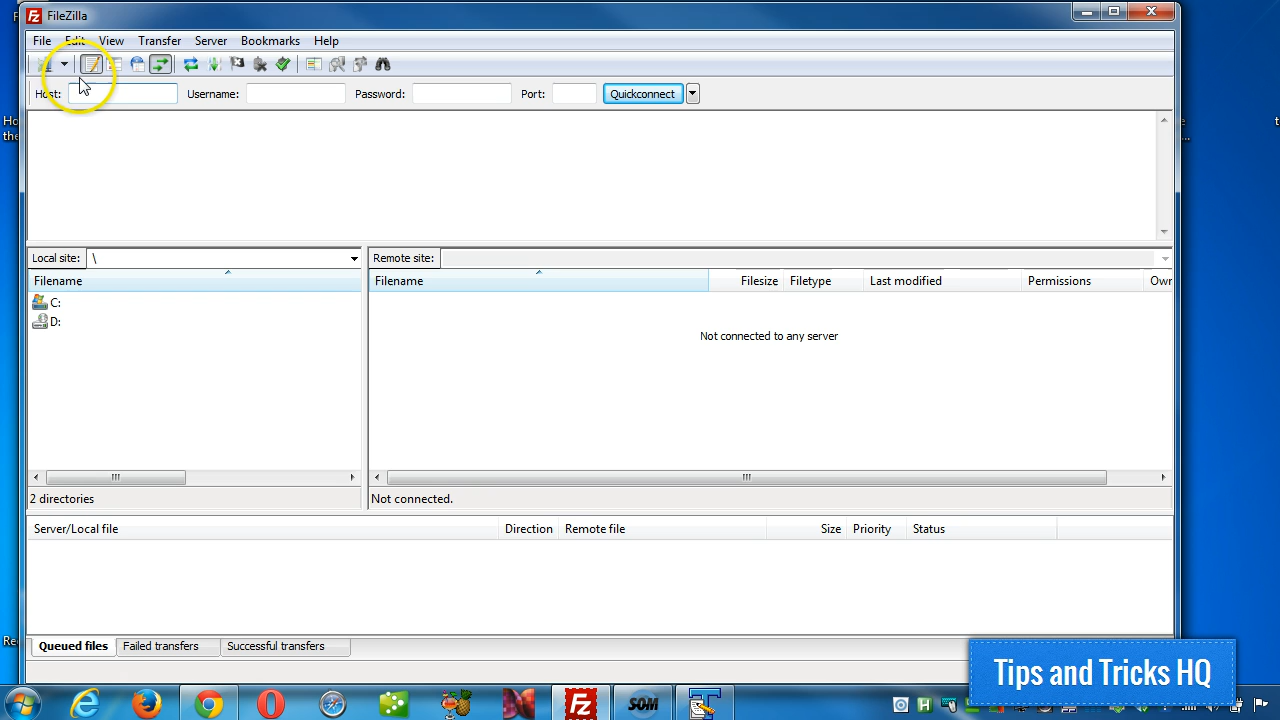 FileZilla
File Edit View Transfer Server Bookmarks Help
Host: Username: Password: Port: Quickconnect
Local site: \
Remote site:
Filename
C:
D:
Filename Filesize Filetype Last modified Permissions Owr
Not connected to any server
2 directories
Not connected.
Server/Local file Direction Remote file Size Priority Status
Queued files Failed transfers Successful transfers
Tips and Tricks HQ
SOM